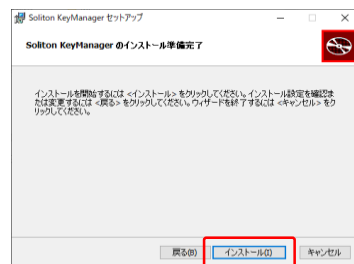 Soliton KeyManager セットアップ
Soliton KeyManager のインストール準備完了
インストールを開始するには <インストール> をクリックしてください。インストール設定を確認ま
たは変更するには <戻る> をクリックしてください。ウィザードを終了するには <キャンセル> をク
リックしてください。
戻る(B)
インストール(I)
キャンセル